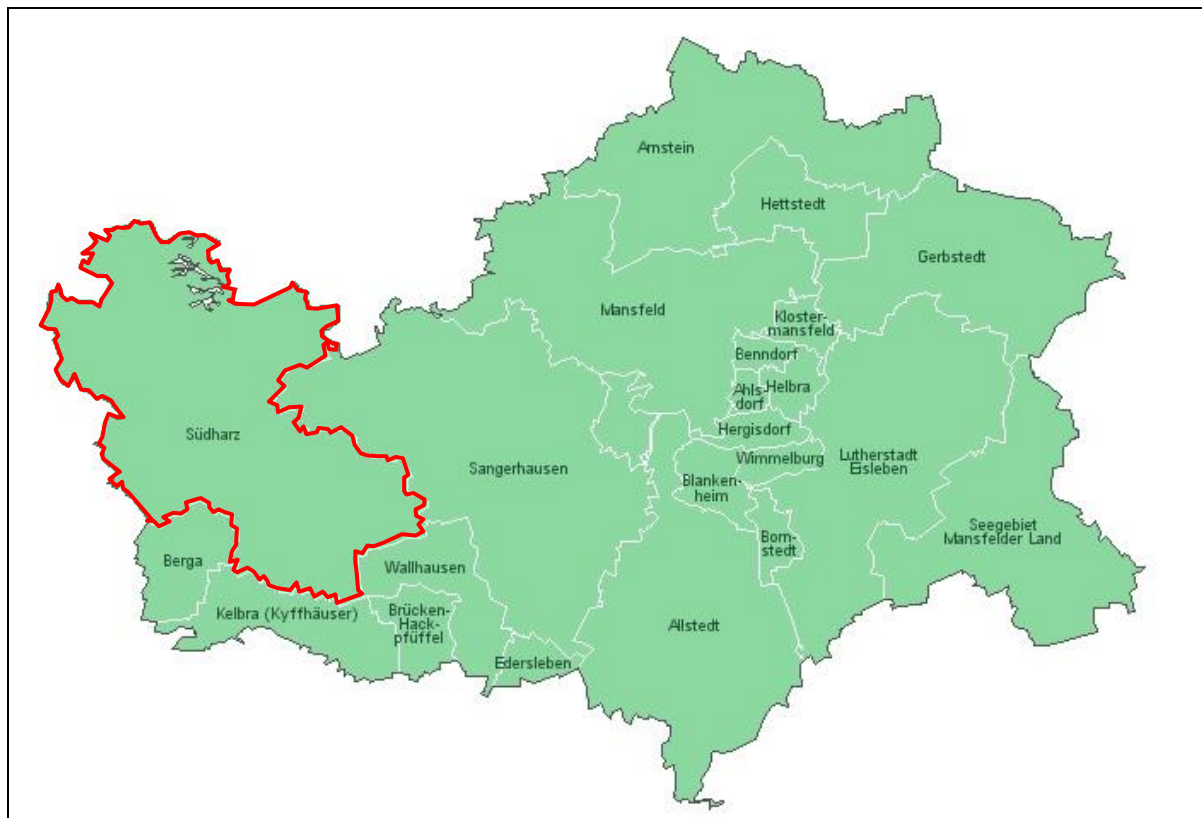 Arnstein
Hettstedt
Gerbstedt
Mansfeld
Kloster-
mansfeld
Benndorf
Ahls-
dorf
Helbra
Hergisdorf
Südharz
Sangerhausen
Wimmelburg
Lutherstadt
Eisleben
Blanken-
heim
Seegebiet
Mansfelder Land
Born-
stedt
Berga
Wallhausen
Kelbra (Kyffhäuser)
Brücken-
Hack-
pfüffel
Allstedt
Edersleben